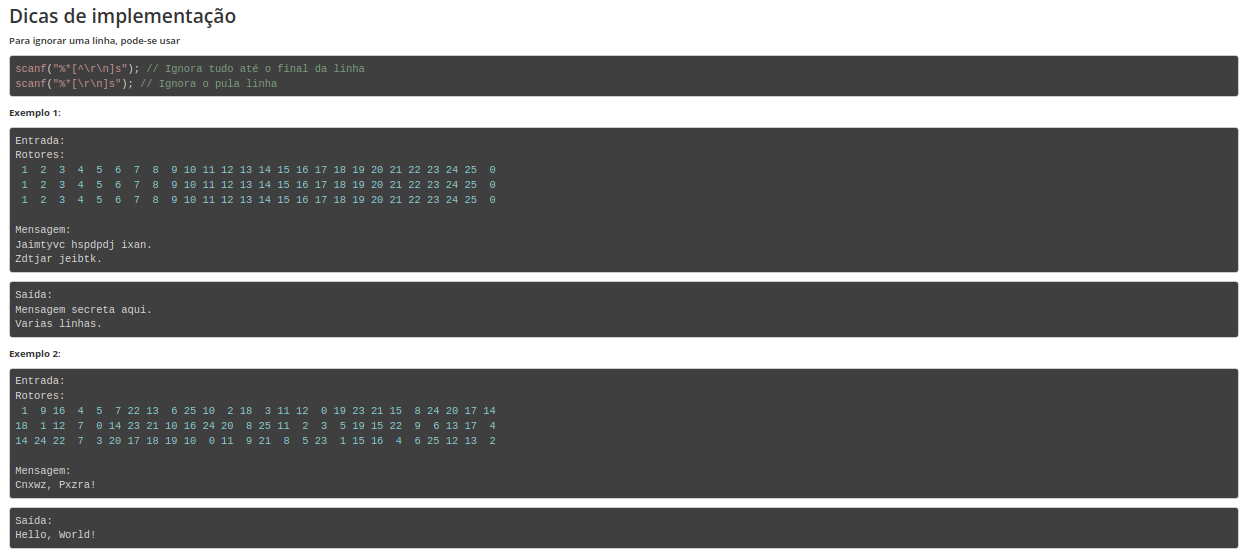 Dicas de implementação
Para ignorar uma linha, pode-se usar
scanf("%*[^\r\n]s"); // Ignora tudo até o final da linha
scanf("%*[\r\n]s"); // Ignora o pula linha
Exemplo 1:
Entrada:
Rotores:
 1  2  3  4  5  6  7  8  9 10 11 12 13 14 15 16 17 18 19 20 21 22 23 24 25  0
 1  2  3  4  5  6  7  8  9 10 11 12 13 14 15 16 17 18 19 20 21 22 23 24 25  0
 1  2  3  4  5  6  7  8  9 10 11 12 13 14 15 16 17 18 19 20 21 22 23 24 25  0
Mensagem:
Jaimtyvc hspdpdj ixan.
Zdtjar jeibtk.
Saída:
Mensagem secreta aqui.
Varias linhas.
Exemplo 2:
Entrada:
Rotores:
 1  9 16  4  5  7 22 13  6 25 10  2 18  3 11 12  0 19 23 21 15  8 24 20 17 14
18  1 12  7  0 14 23 21 10 16 24 20  8 25 11  2  3  5 19 15 22  9  6 13 17  4
14 24 22  7  3 20 17 18 19 10  0 11  9 21  8  5 23  1 15 16  4  6 25 12 13  2
Mensagem:
Cnxwz, Pxzra!
Saída:
Hello, World!